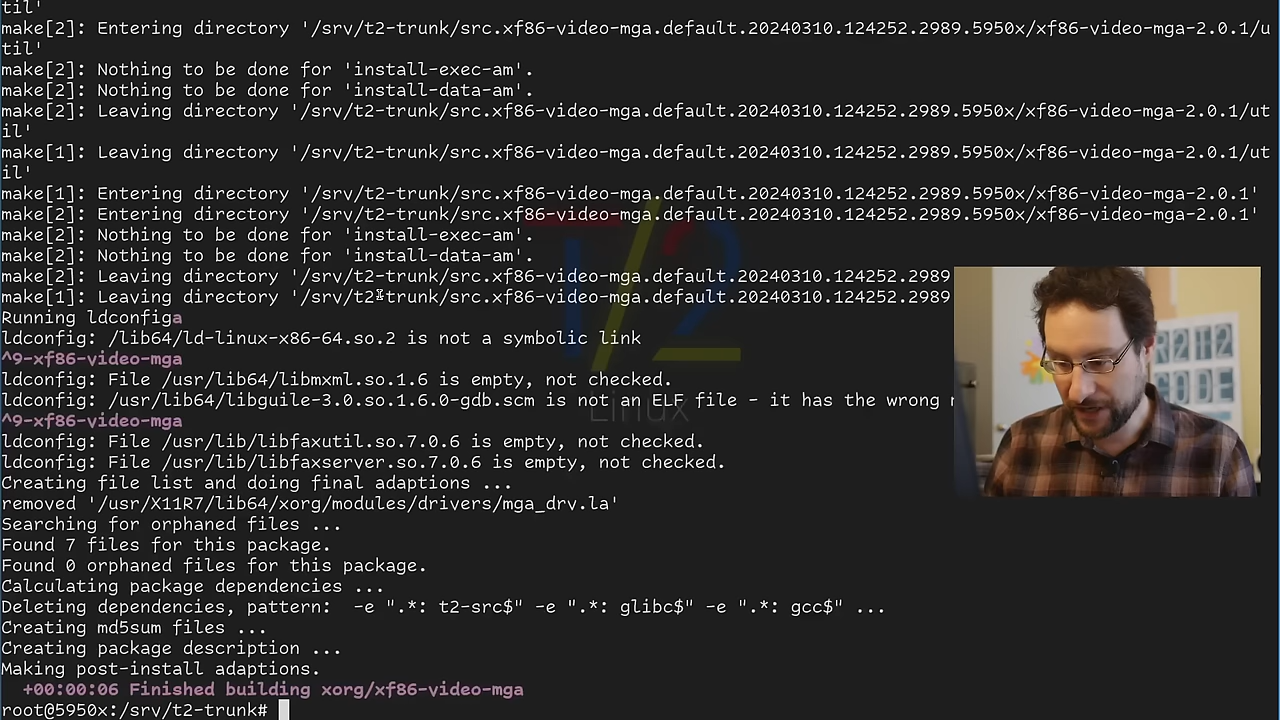 til'
make[2]: Entering directory '/srv/t2-trunk/src.xf86-video-mga.default.20240310.124252.2989.5950x/xf86-video-mga-2.0.1/u
til'
make[2]: Nothing to be done for 'install-exec-am'.
make[2]: Nothing to be done for 'install-data-am'.
make[2]: Leaving directory '/srv/t2-trunk/src.xf86-video-mga.default.20240310.124252.2989.5950x/xf86-video-mga-2.0.1/ut
il'
make[1]: Leaving directory '/srv/t2-trunk/src.xf86-video-mga.default.20240310.124252.2989.5950x/xf86-video-mga-2.0.1/ut
il'
make[1]: Entering directory '/srv/t2-trunk/src.xf86-video-mga.default.20240310.124252.2989.5950x/xf86-video-mga-2.0.1'
make[2]: Entering directory '/srv/t2-trunk/src.xf86-video-mga.default.20240310.124252.2989.5950x/xf86-video-mga-2.0.1'
make[2]: Nothing to be done for 'install-exec-am'.
make[2]: Nothing to be done for 'install-data-am'.
make[2]: Leaving directory '/srv/t2-trunk/src.xf86-video-mga.default.20240310.124252.2989
make[1]: Leaving directory '/srv/t2-trunk/src.xf86-video-mga.default.20240310.124252.2989
Running ldconfiga
ldconfig: /lib64/ld-linux-x86-64.so.2 is not a symbolic link
^9-xf86-video-mga
ldconfig: File /usr/lib64/libmxml.so.1.6 is empty, not checked.
ldconfig: /usr/lib64/libguile-3.0.so.1.6.0-gdb.scm is not an ELF file - it has the wrong
^9-xf86-video-mga
ldconfig: File /usr/lib/libfaxutil.so.7.0.6 is empty, not checked.
ldconfig: File /usr/lib/libfaxserver.so.7.0.6 is empty, not checked.
Creating file list and doing final adaptions ...
removed '/usr/X11R7/lib64/xorg/modules/drivers/mga_drv.la'
Searching for orphaned files ...
Found 7 files for this package.
Found 0 orphaned files for this package.
Calculating package dependencies ...
Deleting dependencies, pattern:  -e ".*: t2-src$" -e ".*: glibc$" -e ".*: gcc$" ...
Creating md5sum files ...
Creating package description ...
Making post-install adaptions.
  +00:00:06 Finished building xorg/xf86-video-mga
root@5950x:/srv/t2-trunk#
T/2
Linux